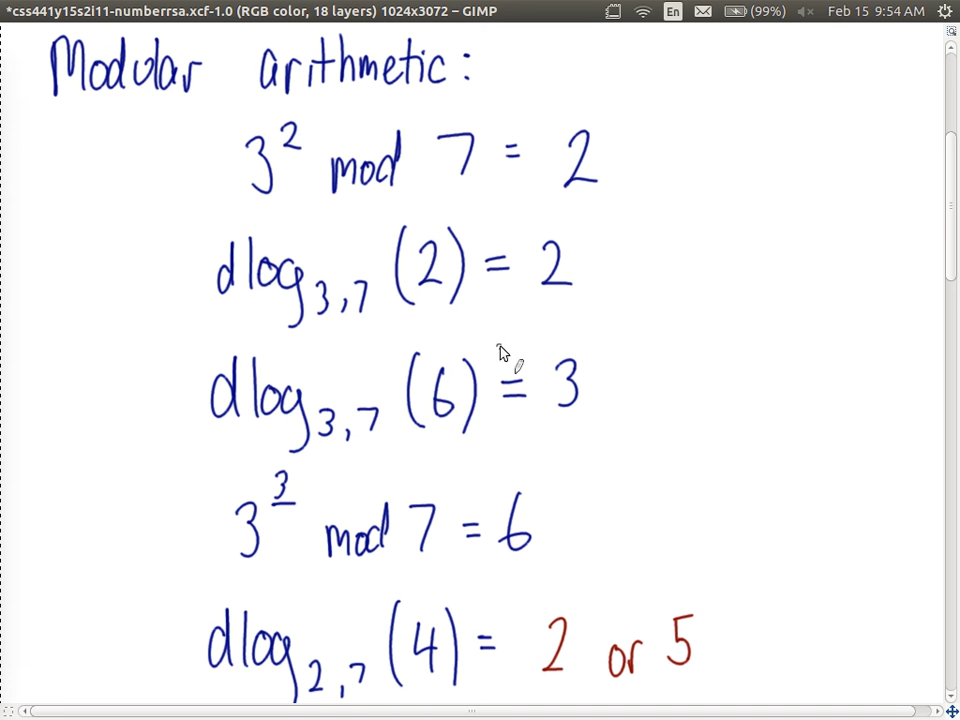 *css441y15s2i11-numberrsa.xcf-1.0 (RGB color, 18 layers) 1024x3072 – GIMP En (99%) Feb 15 9:54 AM
Modular arithmetic:
3² mod 7 = 2
dlog₃,₇ (2) = 2
dlog₃,₇ (6) = 3
3³ mod 7 = 6
dlog₂,₇ (4) = 2 or 5